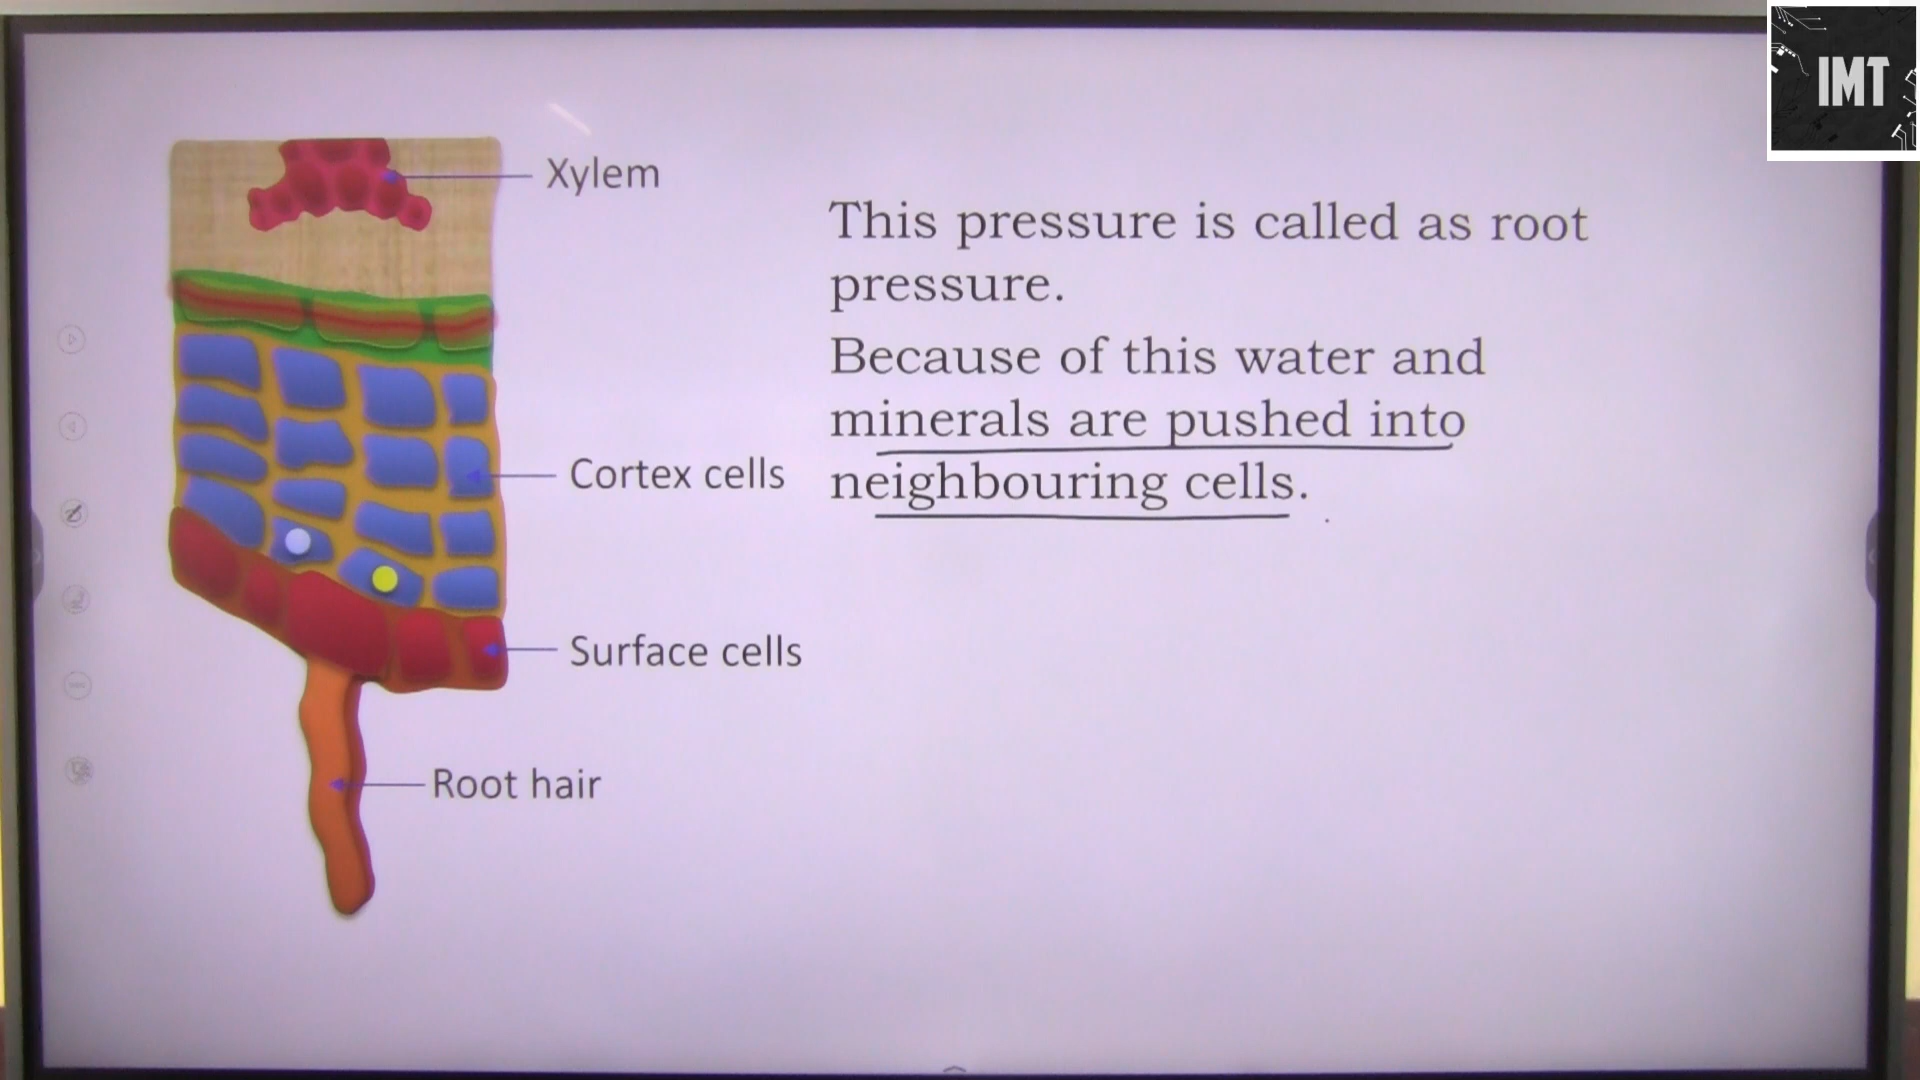 IMT
Xylem
This pressure is called as root
pressure.
Because of this water and
minerals are pushed into
neighbouring cells.
Cortex cells
Surface cells
Root hair